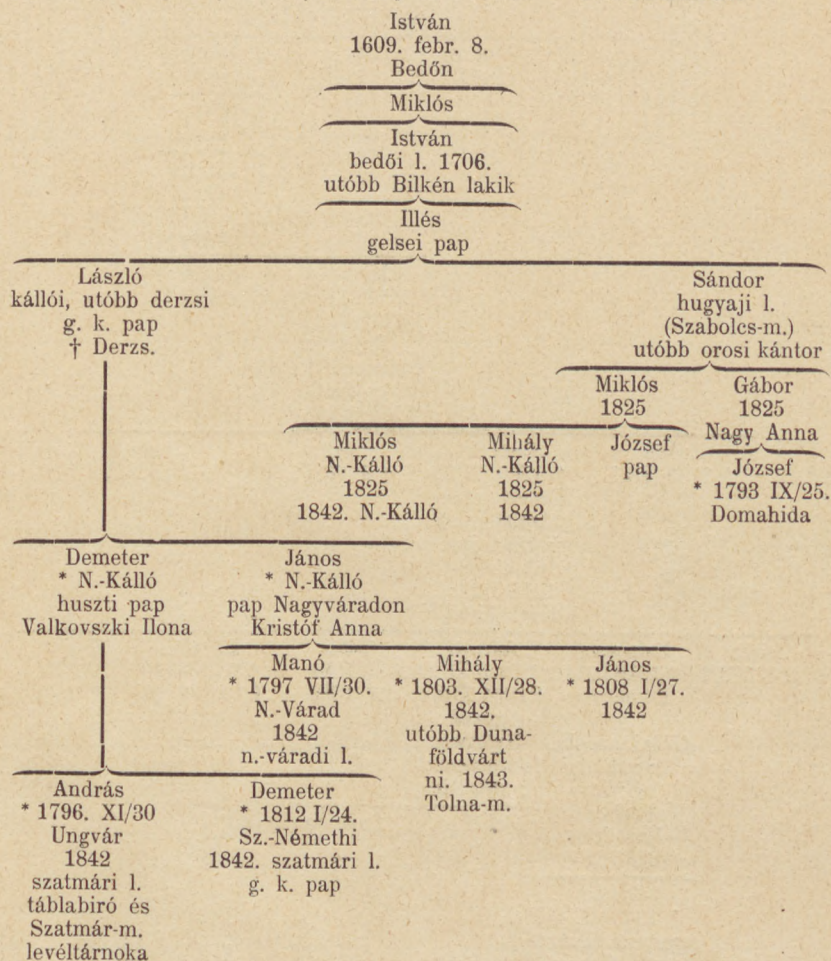 István
1609. febr. 8.
Bedőn
Miklós
István
bedői l. 1706.
utóbb Bilkén lakik
Illés
gelsei pap
László
kállói, utóbb derzsi
g. k. pap
† Derzs.
Sándor
hugyaji l.
(Szabolcs-m.)
utóbb orosi kántor
Miklós
1825
Gábor
1825
Nagy Anna
Miklós
N.-Kálló
1825
1842. N.-Kálló
Mihály
N.-Kálló
1825
1842
József
pap
József
* 1793 IX/25.
Domahida
Demeter
* N.-Kálló
huszti pap
Valkovszki Ilona
János
* N.-Kálló
pap Nagyváradon
Kristóf Anna
Manó
* 1797 VII/30.
N.-Várad
1842
n.-váradi l.
Mihály
* 1803. XII/28.
1842.
utóbb Duna-
földvárt
ni. 1843.
Tolna-m.
János
* 1808 I/27.
1842
András
* 1796. XI/30
Ungvár
1842
szatmári l.
táblabiró és
Szatmár-m.
levéltárnoka
Demeter
* 1812 I/24.
Sz.-Némethi
1842. szatmári l.
g. k. pap